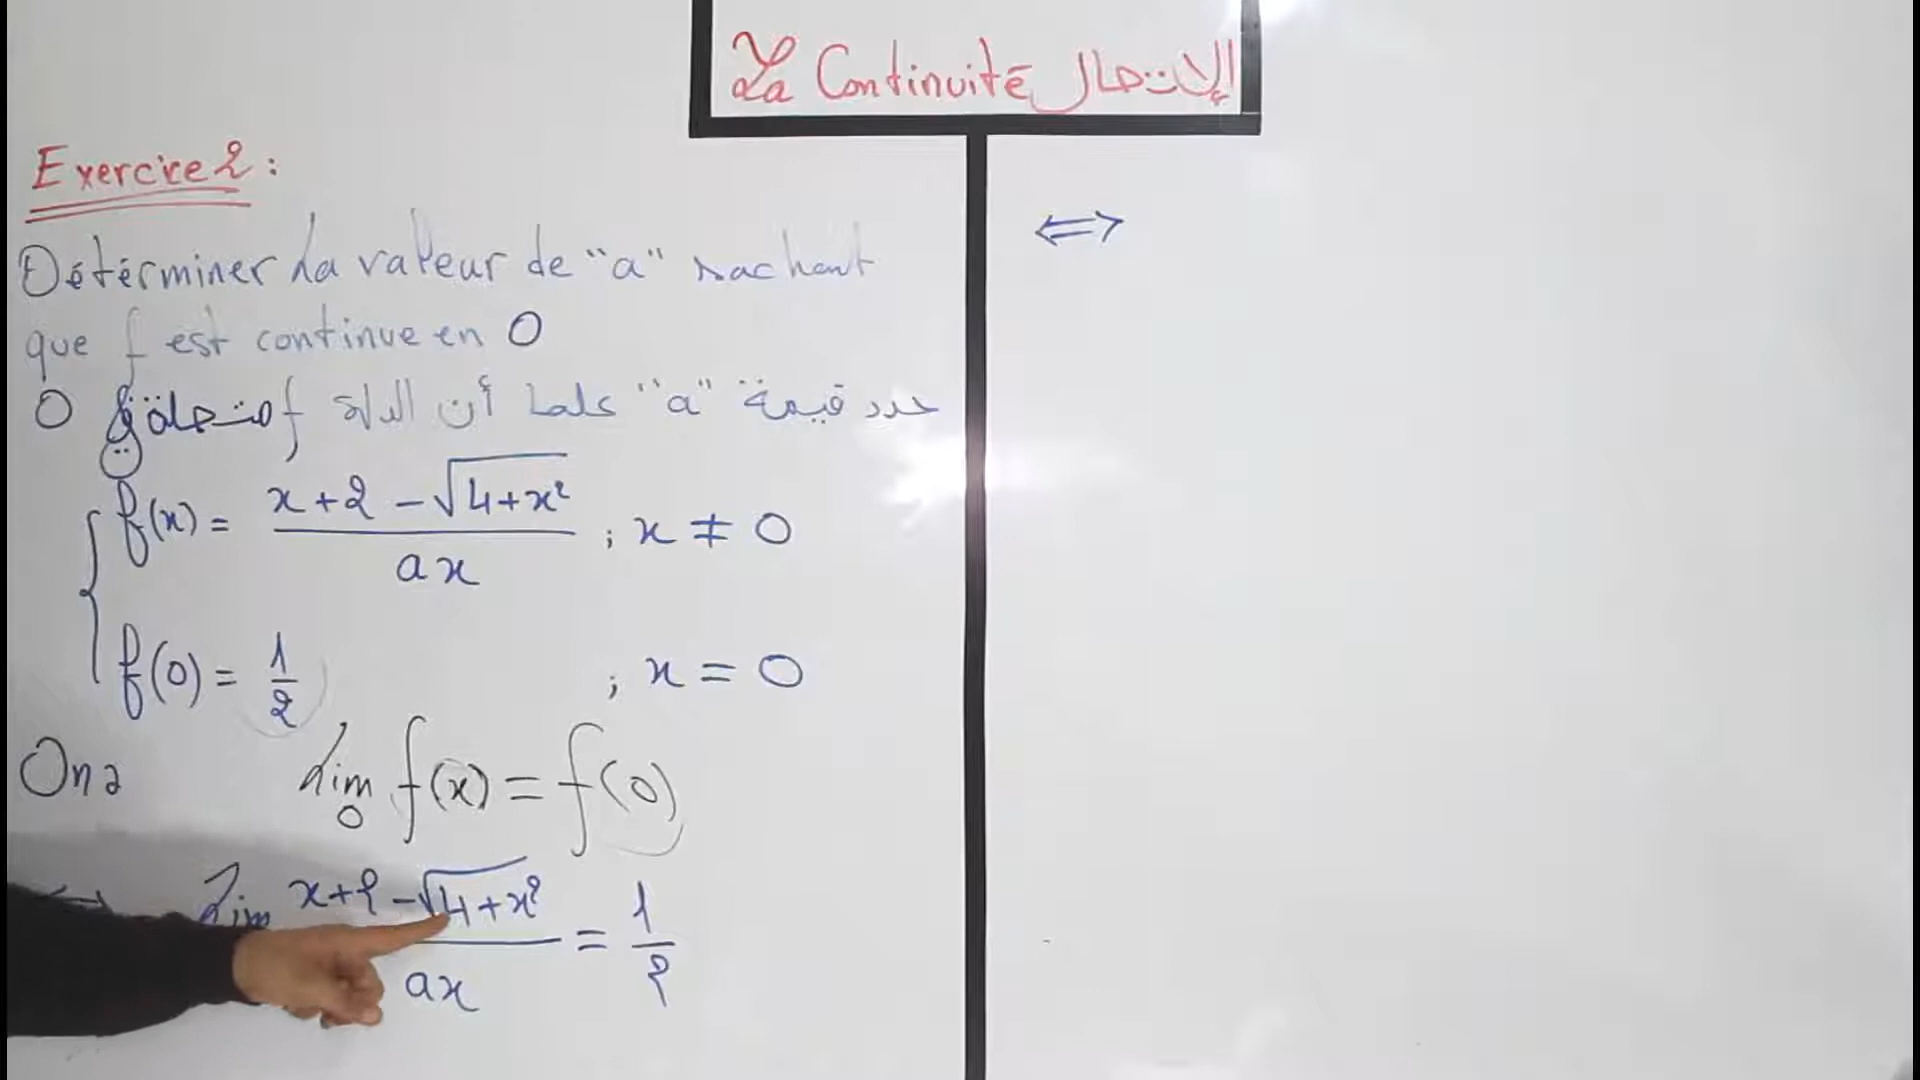 La Continuité الإتصال
Exercice 2 :
Détérminer la valeur de "a" sachant
que f est continue en 0
حدد قيمة "a" علما أن الدالة f متصلة في 0
f(x) = (x + 2 - √(4+x²)) / (ax) ; x ≠ 0
f(0) = 1/2 ; x = 0
On a lim f(x) = f(0)
0
lim (x+2 - √(4+x²)) / (ax) = 1/2
⟺